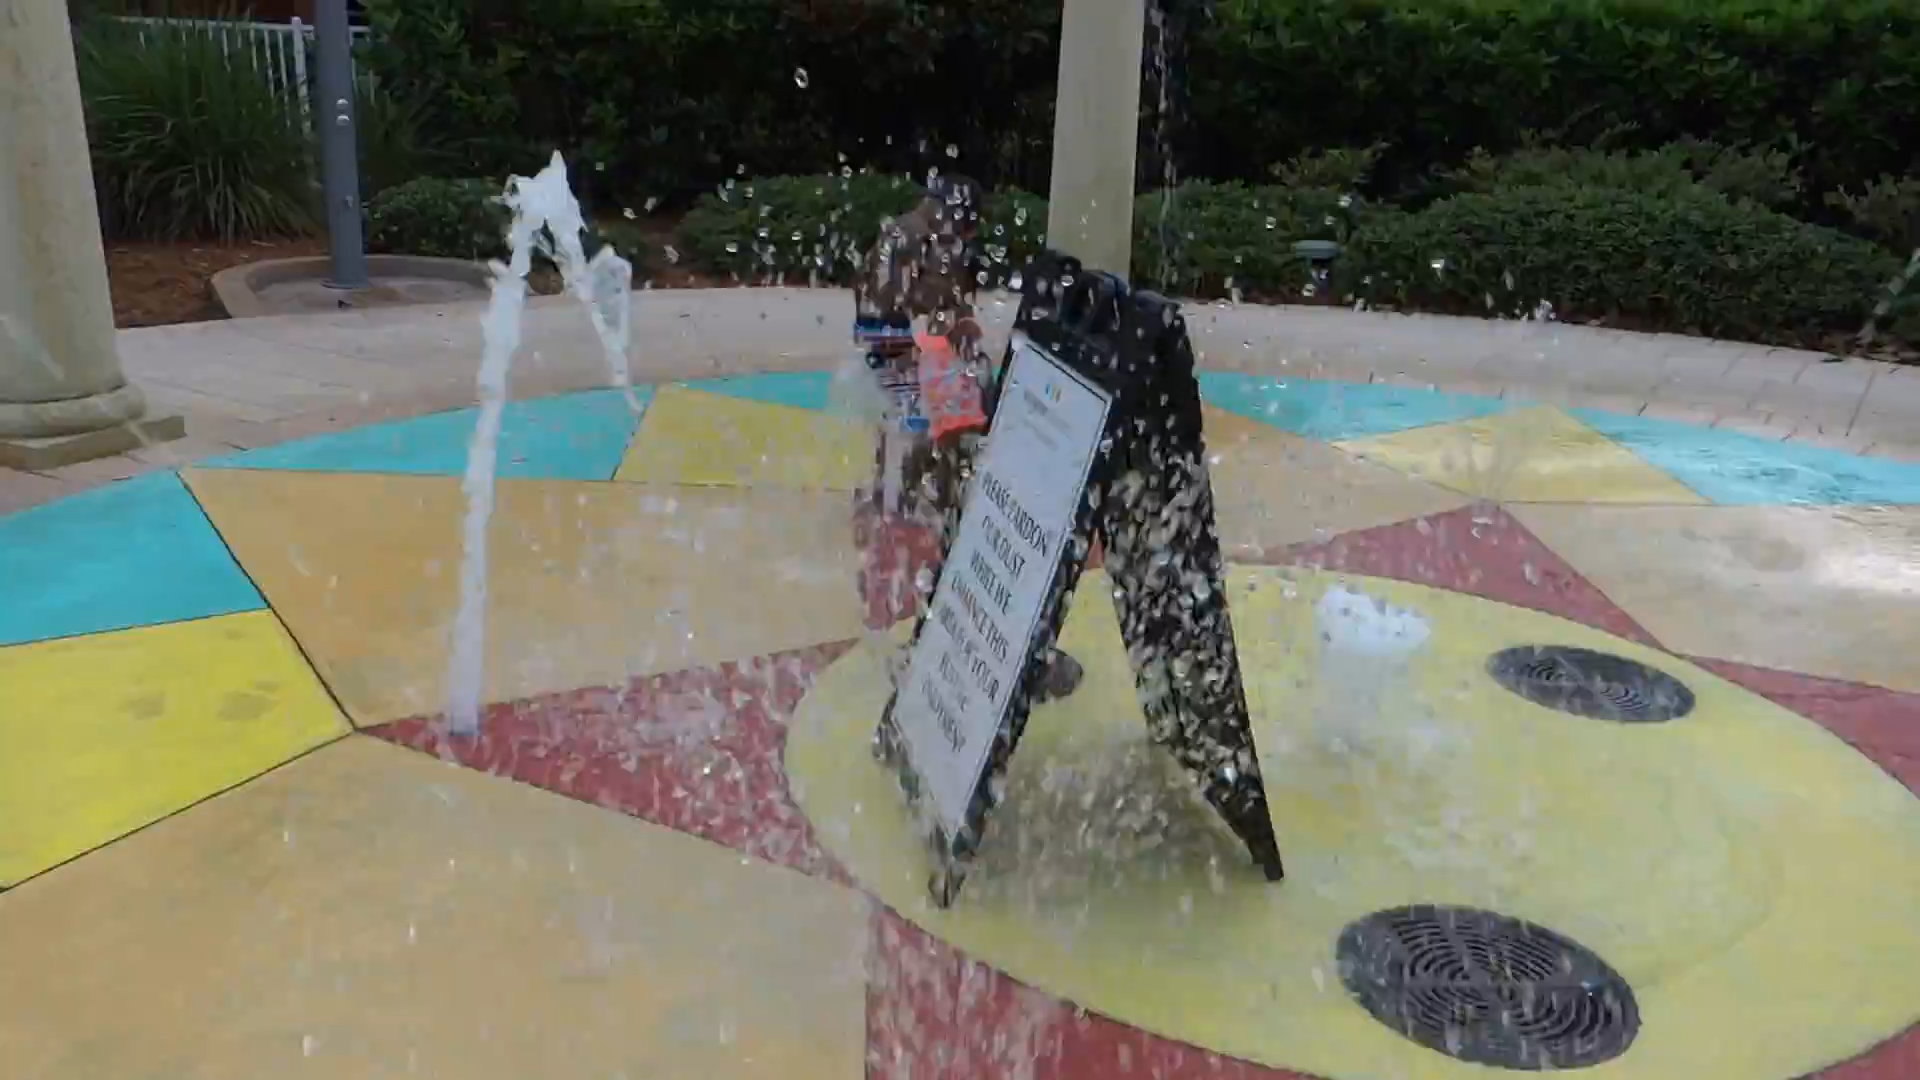 PLEASE PARDON
OUR DUST
WHILE WE
ENHANCE THIS
AREA FOR YOUR
FUTURE
ENJOYMENT